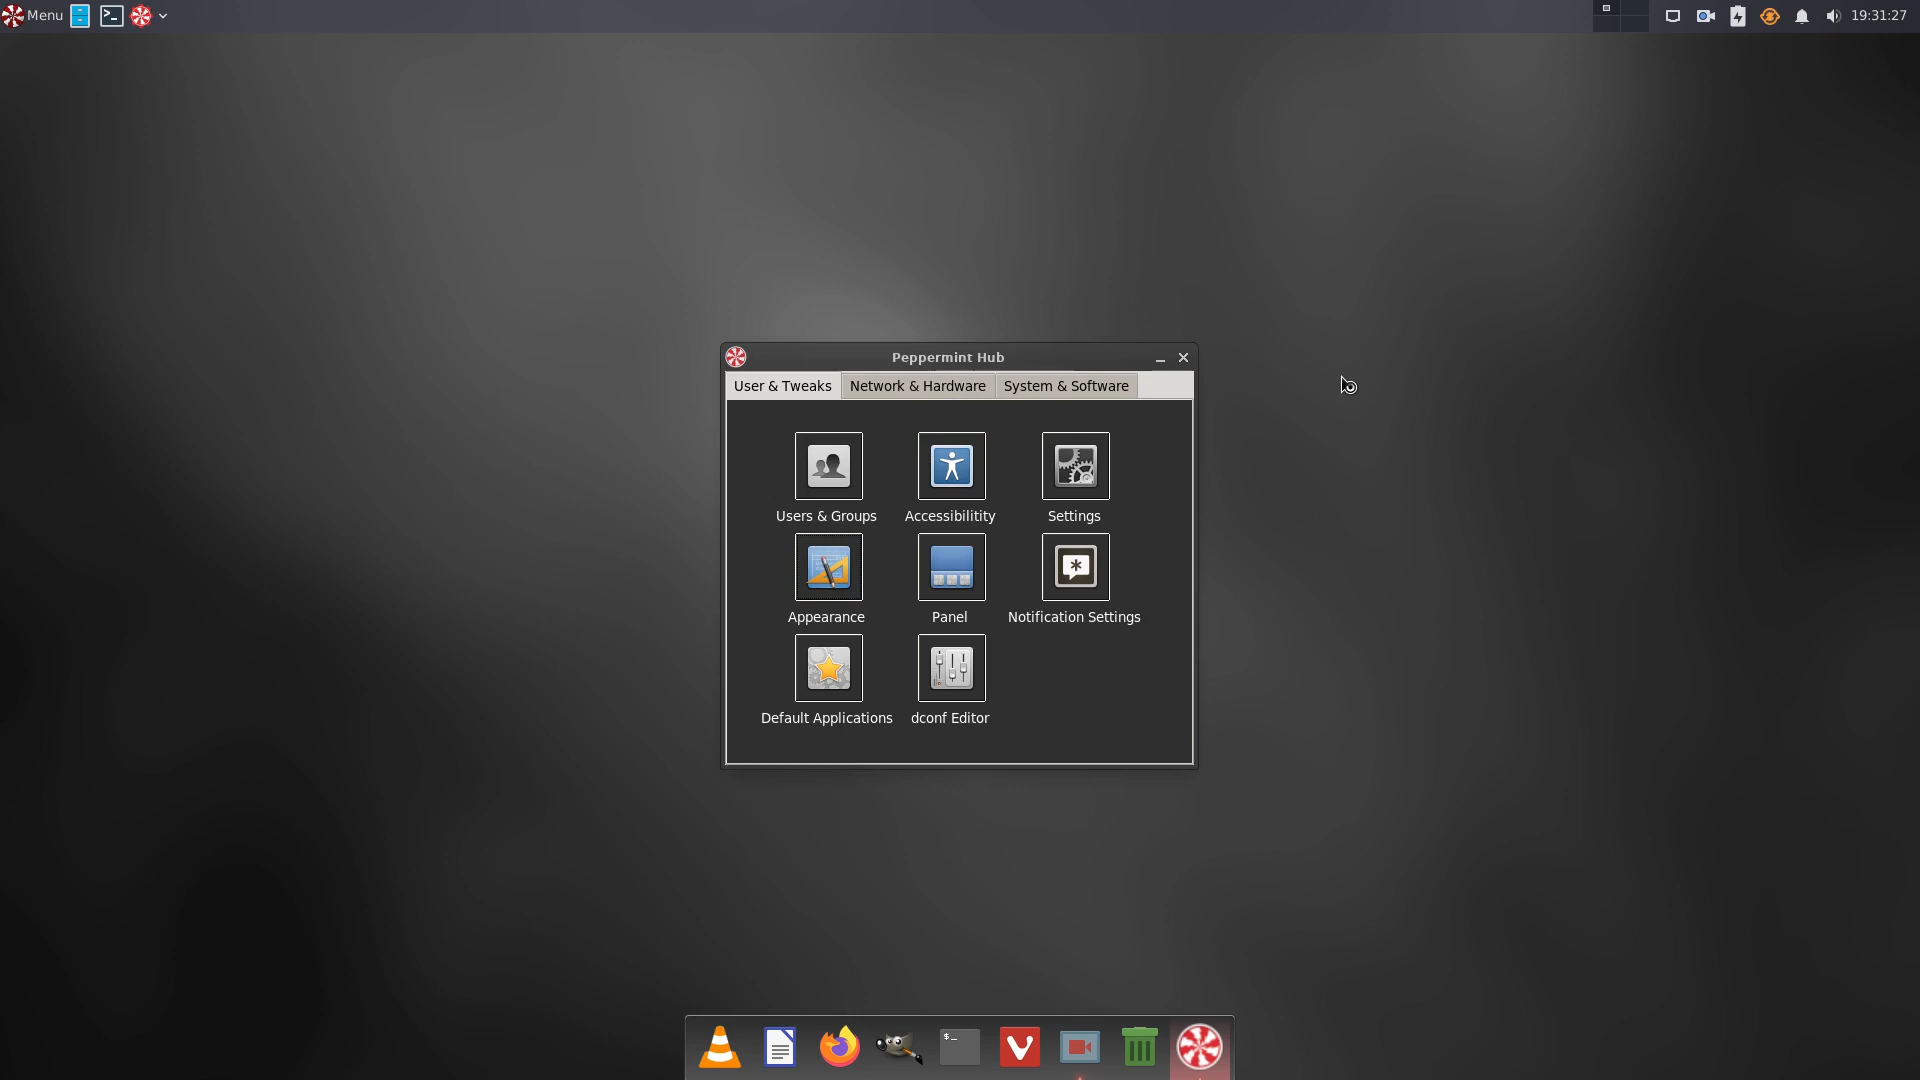 Menu
19:31:27
Peppermint Hub
User & Tweaks Network & Hardware System & Software
Users & Groups Accessibilitity Settings
Appearance Panel Notification Settings
Default Applications dconf Editor
$_